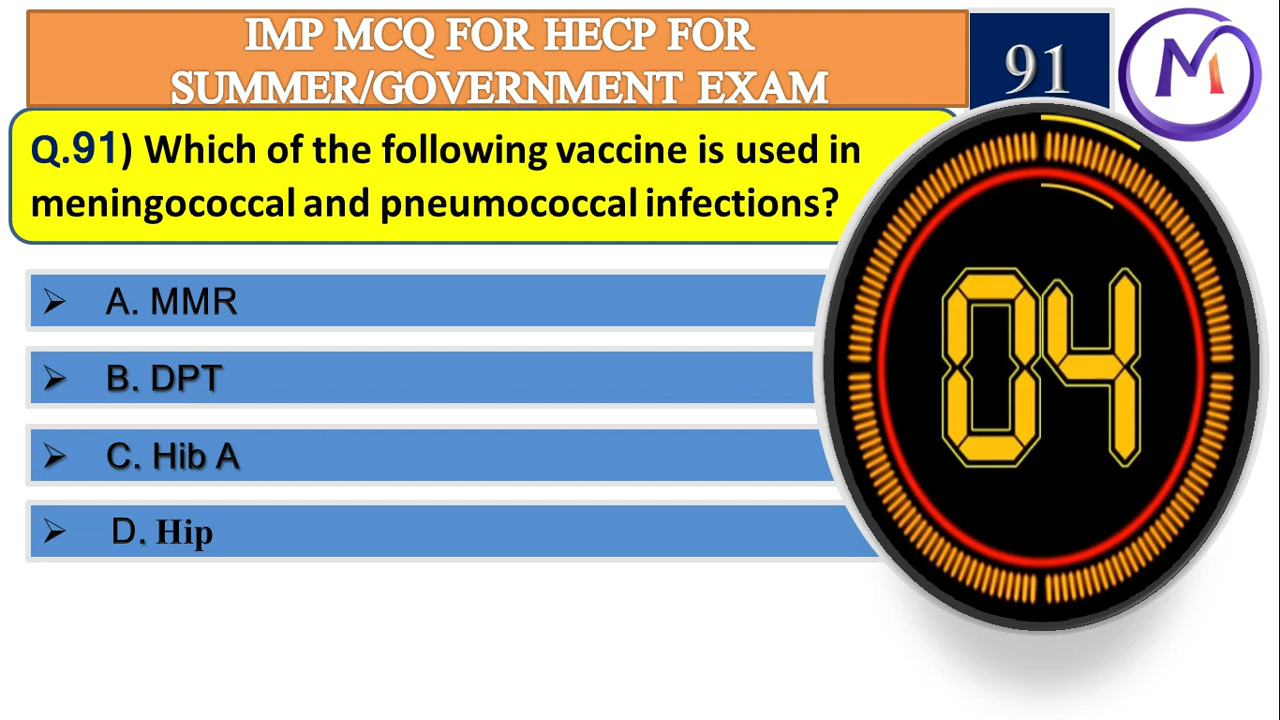 IMP MCQ FOR HECP FOR
SUMMER/GOVERNMENT EXAM
91
M
Q.91) Which of the following vaccine is used in
meningococcal and pneumococcal infections?
04
➢ A. MMR
➢ B. DPT
➢ C. Hib A
➢ D. Hip